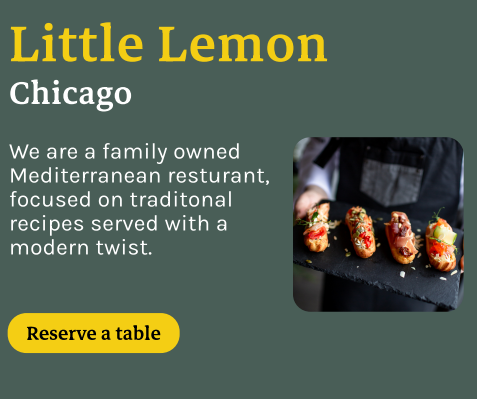 Little Lemon
Chicago
We are a family owned
Mediterranean resturant,
focused on traditonal
recipes served with a
modern twist.
Reserve a table